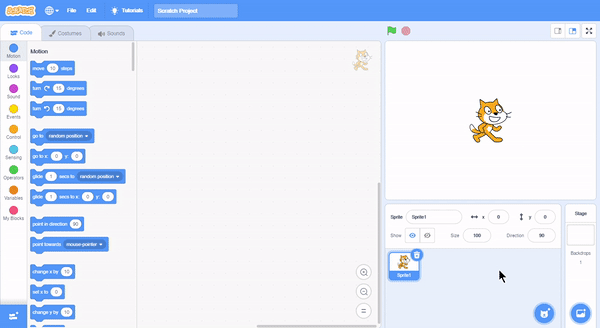 SCRATCH File Edit Tutorials Scratch Project
Code Costumes Sounds
Motion
Looks
Sound
Events
Control
Sensing
Operators
Variables
My Blocks
Motion
move 10 steps
turn 15 degrees
turn 15 degrees
go to random position
go to x: 0 y: 0
glide 1 secs to random position
glide 1 secs to x: 0 y: 0
point in direction 90
point towards mouse-pointer
change x by 10
set x to 0
change y by 10
Sprite Sprite1 x 0 y 0
Show Size 100 Direction 90
Sprite1
Stage
Backdrops
1